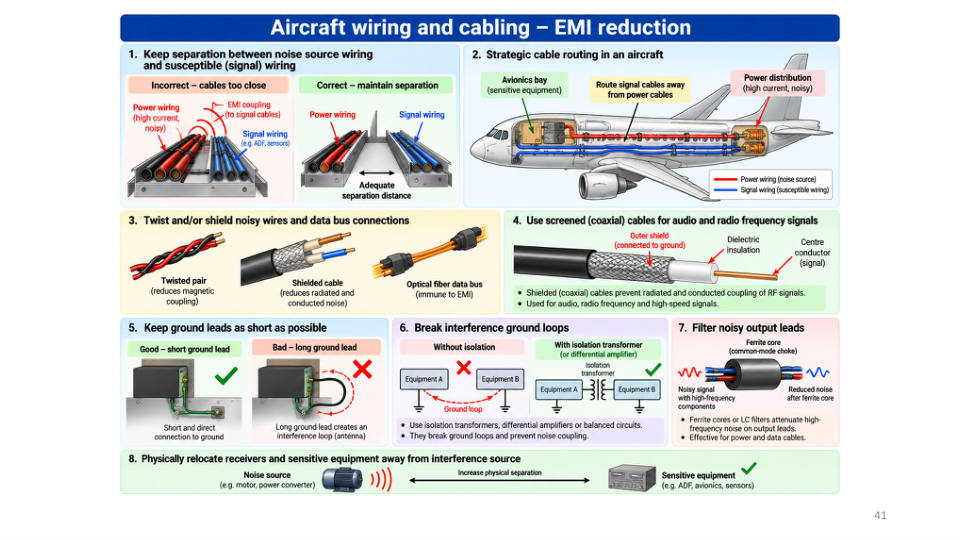 Aircraft wiring and cabling – EMI reduction
1. Keep separation between noise source wiring
and susceptible (signal) wiring
Incorrect – cables too close
Power wiring
(high current,
noisy)
EMI coupling
(to signal cables)
Signal wiring
(e.g. ADF, sensors)
Correct – maintain separation
Power wiring
Signal wiring
Adequate
separation distance
2. Strategic cable routing in an aircraft
Avionics bay
(sensitive equipment)
Route signal cables away
from power cables
Power distribution
(high current, noisy)
Power wiring (noise source)
Signal wiring (susceptible wiring)
3. Twist and/or shield noisy wires and data bus connections
Twisted pair
(reduces magnetic
coupling)
Shielded cable
(reduces radiated and
conducted noise)
Optical fiber data bus
(immune to EMI)
4. Use screened (coaxial) cables for audio and radio frequency signals
Outer shield
(connected to ground)
Dielectric
insulation
Centre
conductor
(signal)
• Shielded (coaxial) cables prevent radiated and conducted coupling of RF signals.
• Used for audio, radio frequency and high-speed signals.
5. Keep ground leads as short as possible
Good – short ground lead
Short and direct
connection to ground
Bad – long ground lead
Long ground lead creates an
interference loop (antenna)
6. Break interference ground loops
Without isolation
Equipment A
Equipment B
Ground loop
With isolation transformer
(or differential amplifier)
Isolation
transformer
Equipment A
Equipment B
• Use isolation transformers, differential amplifiers or balanced circuits.
• They break ground loops and prevent noise coupling.
7. Filter noisy output leads
Ferrite core
(common-mode choke)
Noisy signal
with high-frequency
components
Reduced noise
after ferrite core
• Ferrite cores or LC filters attenuate high-
frequency noise on output leads.
• Effective for power and data cables.
8. Physically relocate receivers and sensitive equipment away from interference source
Noise source
(e.g. motor, power converter)
Increase physical separation
Sensitive equipment
(e.g. ADF, avionics, sensors)
41